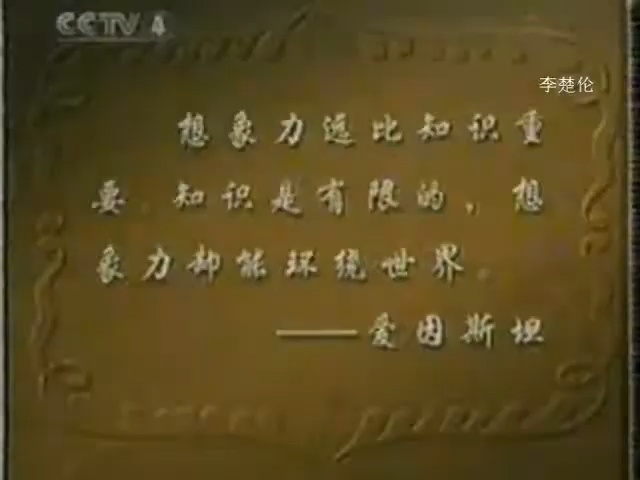 CCTV 4
李楚伦
想象力远比知识重
要.知识是有限的,想
象力却能环绕世界.
——爱因斯坦